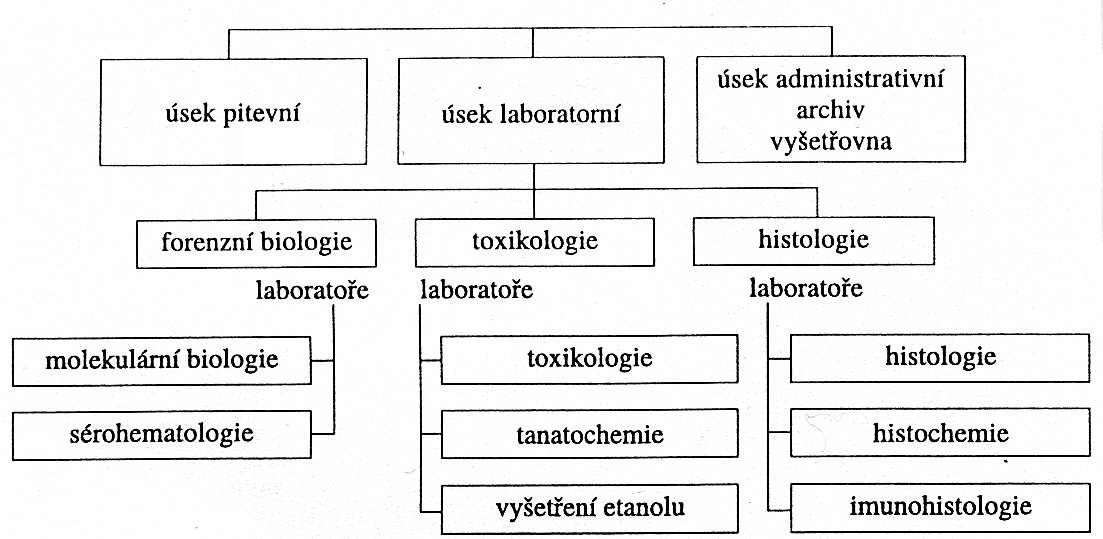 úsek pitevní
úsek laboratorní
úsek administrativní
archiv
vyšetřovna
forenzní biologie
toxikologie
histologie
laboratoře
laboratoře
laboratoře
molekulární biologie
toxikologie
histologie
sérohematologie
tanatochemie
histochemie
vyšetření etanolu
imunohistologie